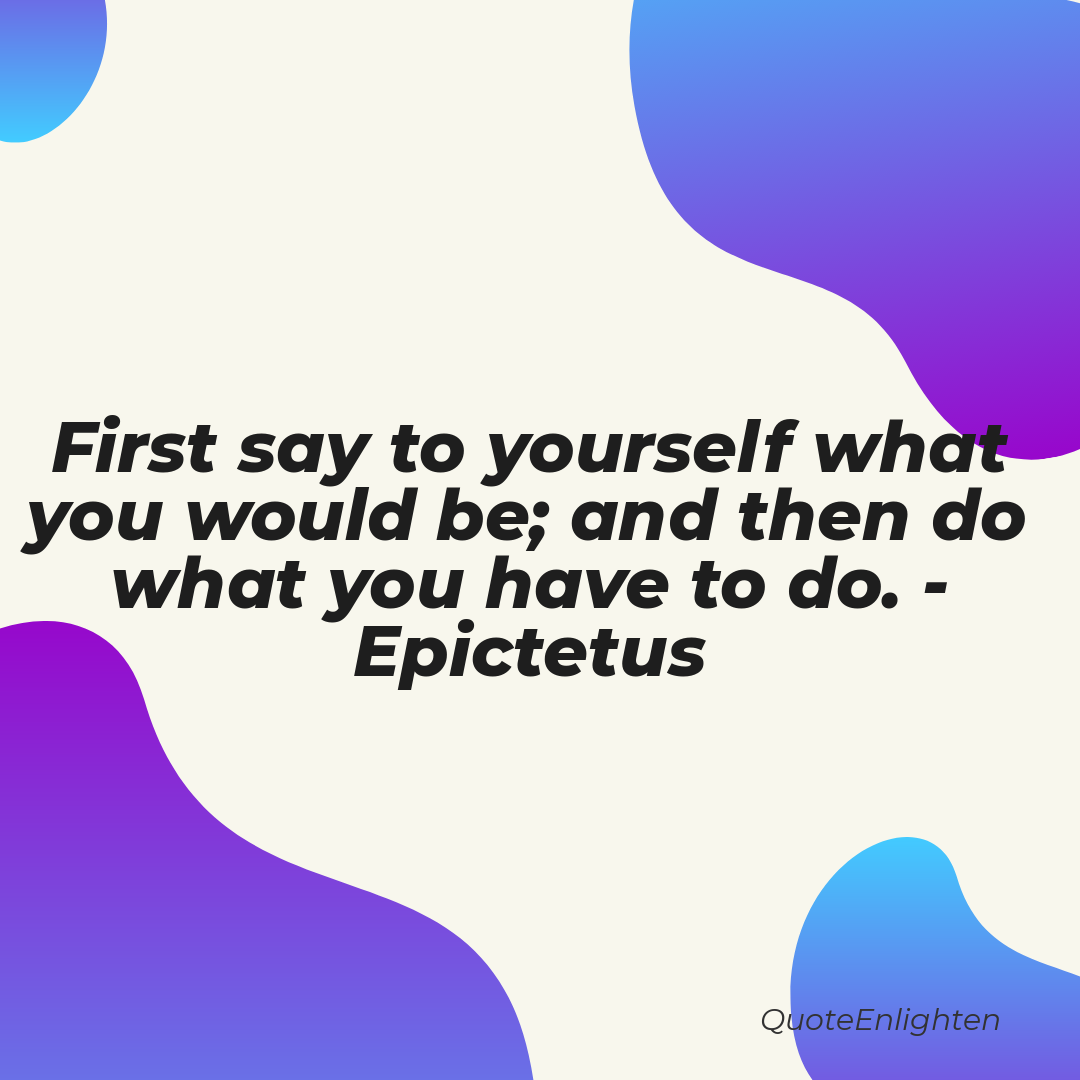 First say to yourself what
you would be; and then do
what you have to do. -
Epictetus
QuoteEnlighten